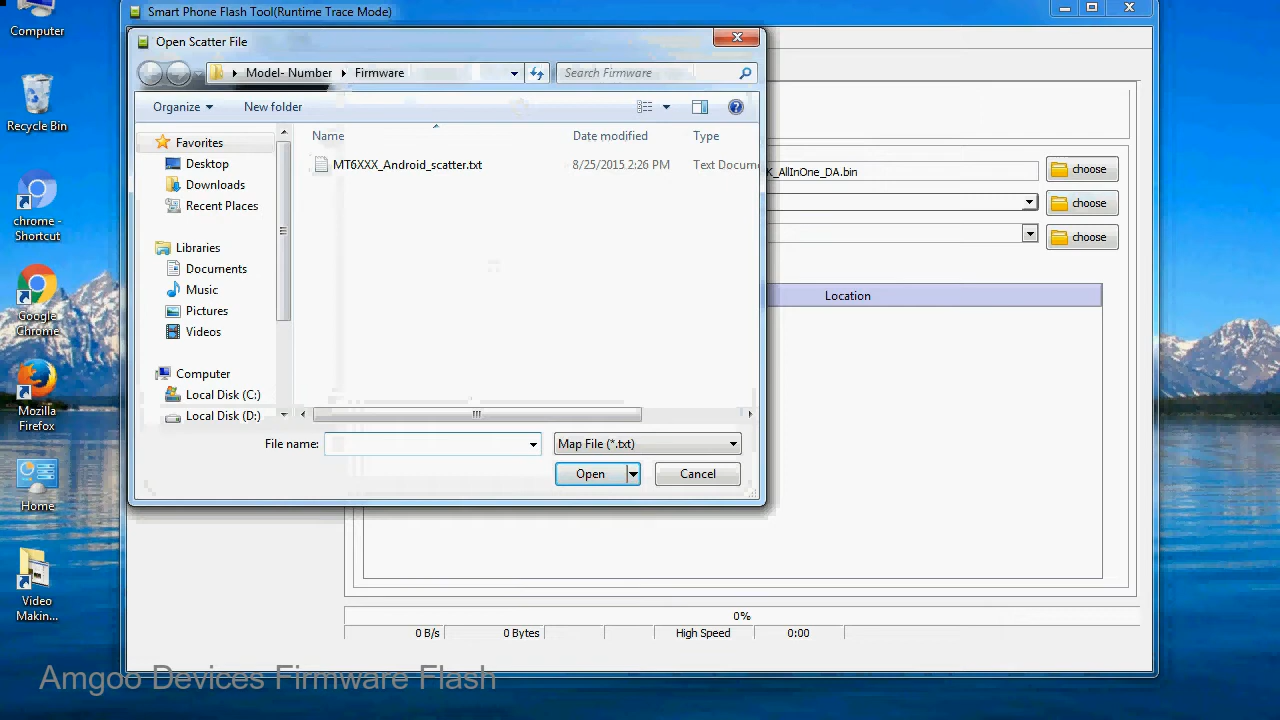 Computer
Recycle Bin
chrome -
Shortcut
Google
Chrome
Mozilla
Firefox
Home
Video
Makin...
Smart Phone Flash Tool(Runtime Trace Mode)
Open Scatter File
Model- Number
Firmware
Search Firmware
Organize
New folder
Favorites
Desktop
Downloads
Recent Places
Libraries
Documents
Music
Pictures
Videos
Computer
Local Disk (C:)
Local Disk (D:)
Name
Date modified
Type
MT6XXX_Android_scatter.txt
8/25/2015 2:26 PM
Text Docum
File name:
Map File (*.txt)
Open
Cancel
K_AllInOne_DA.bin
choose
choose
choose
Location
0%
0 B/s
0 Bytes
High Speed
0:00
Amgoo Devices Firmware Flash